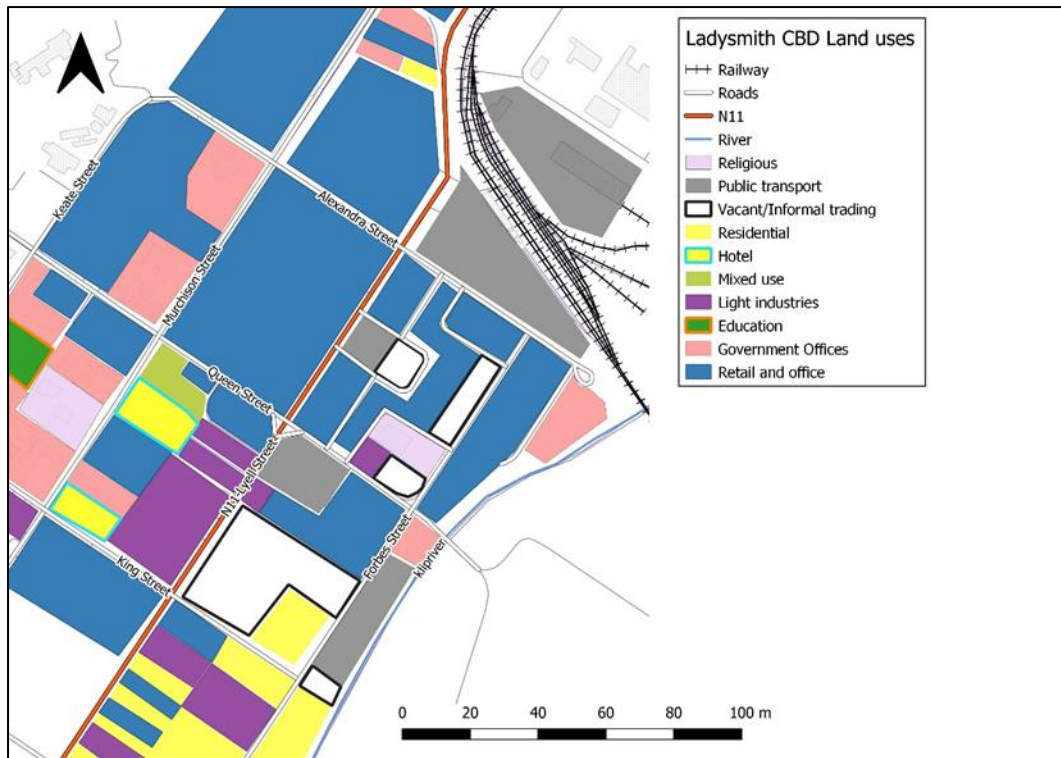 Ladysmith CBD Land uses
Railway
Roads
N11
River
Religious
Public transport
Vacant/Informal trading
Residential
Hotel
Mixed use
Light industries
Education
Government Offices
Retail and office
Keate Street
Alexandra Street
Murchison Street
Queen Street
N11-Lyell Street
Forbes Street
klipriver
King Street
0 20 40 60 80 100 m